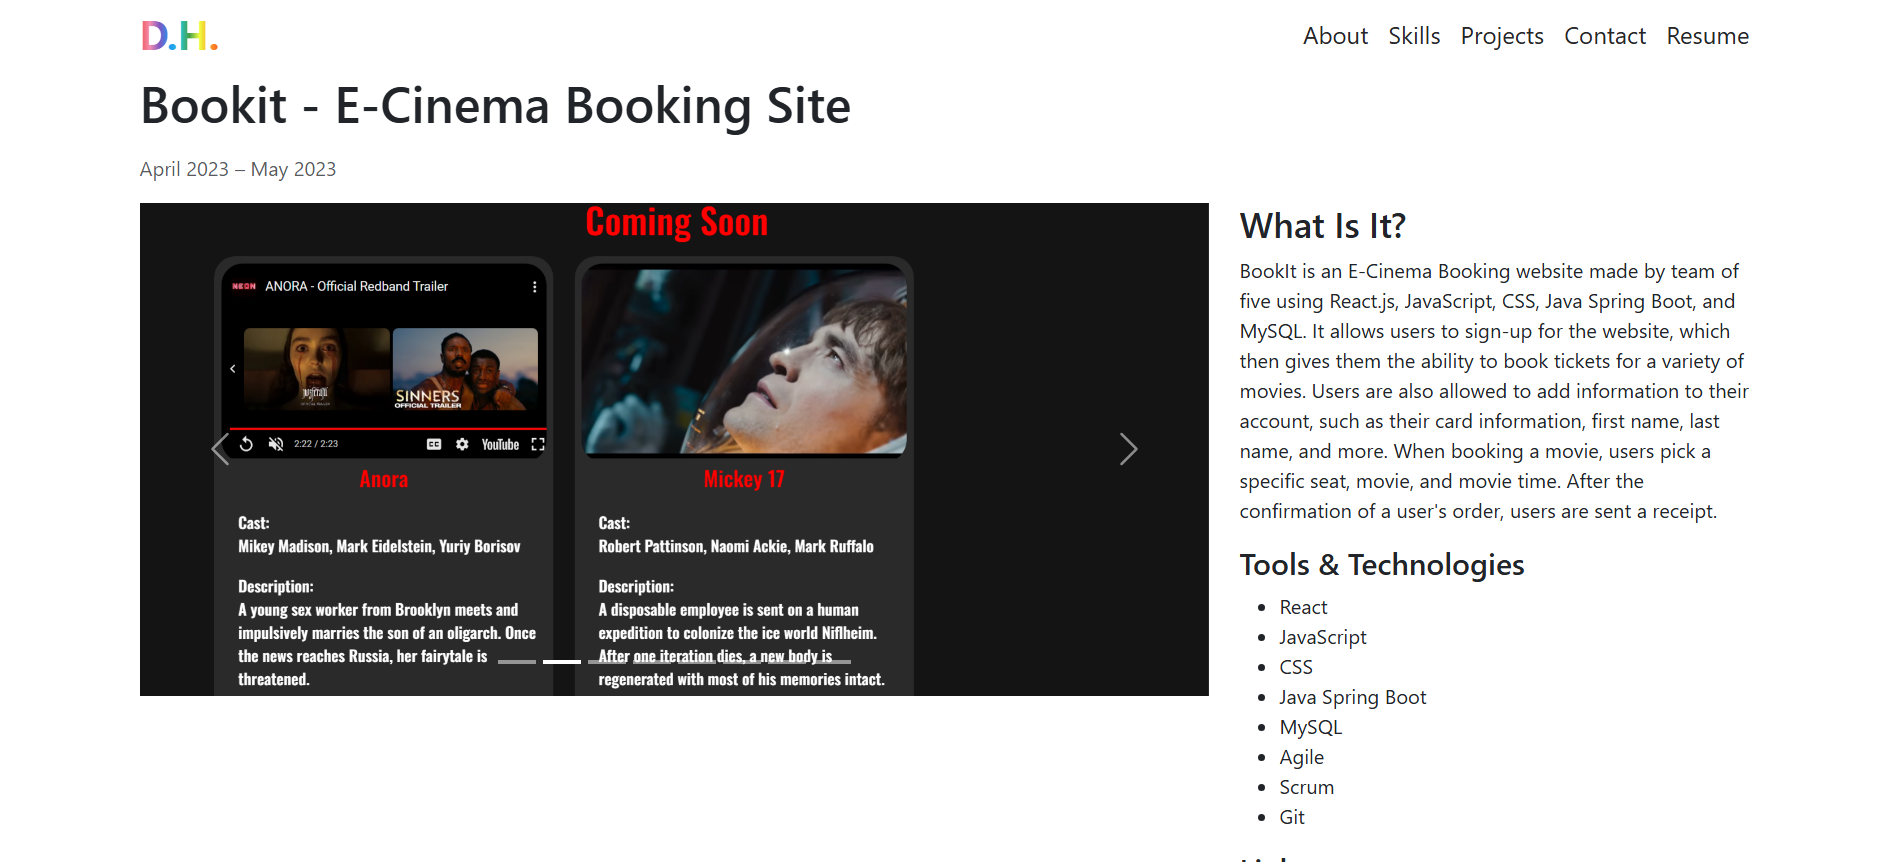 D.H.
About Skills Projects Contact Resume
Bookit - E-Cinema Booking Site
April 2023 – May 2023
Coming Soon
NEON ANORA - Official Redband Trailer
SINNERS
OFFICIAL TRAILER
2:22 / 2:23
CC
YouTube
Anora
Cast:
Mikey Madison, Mark Eidelstein, Yuriy Borisov
Description:
A young sex worker from Brooklyn meets and
impulsively marries the son of an oligarch. Once
the news reaches Russia, her fairytale is
threatened.
Mickey 17
Cast:
Robert Pattinson, Naomi Ackie, Mark Ruffalo
Description:
A disposable employee is sent on a human
expedition to colonize the ice world Niflheim.
After one iteration dies, a new body is
regenerated with most of his memories intact.
What Is It?
BookIt is an E-Cinema Booking website made by team of
five using React.js, JavaScript, CSS, Java Spring Boot, and
MySQL. It allows users to sign-up for the website, which
then gives them the ability to book tickets for a variety of
movies. Users are also allowed to add information to their
account, such as their card information, first name, last
name, and more. When booking a movie, users pick a
specific seat, movie, and movie time. After the
confirmation of a user's order, users are sent a receipt.
Tools & Technologies
React
JavaScript
CSS
Java Spring Boot
MySQL
Agile
Scrum
Git